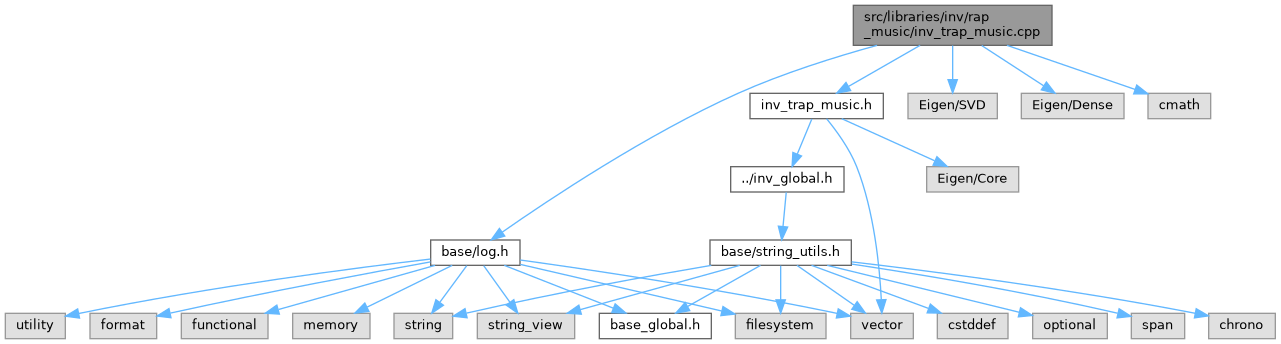 src/libraries/inv/rap
_music/inv_trap_music.cpp
inv_trap_music.h
Eigen/SVD
Eigen/Dense
cmath
../inv_global.h
Eigen/Core
base/log.h
base/string_utils.h
utility
format
functional
memory
string
string_view
base_global.h
filesystem
vector
cstddef
optional
span
chrono